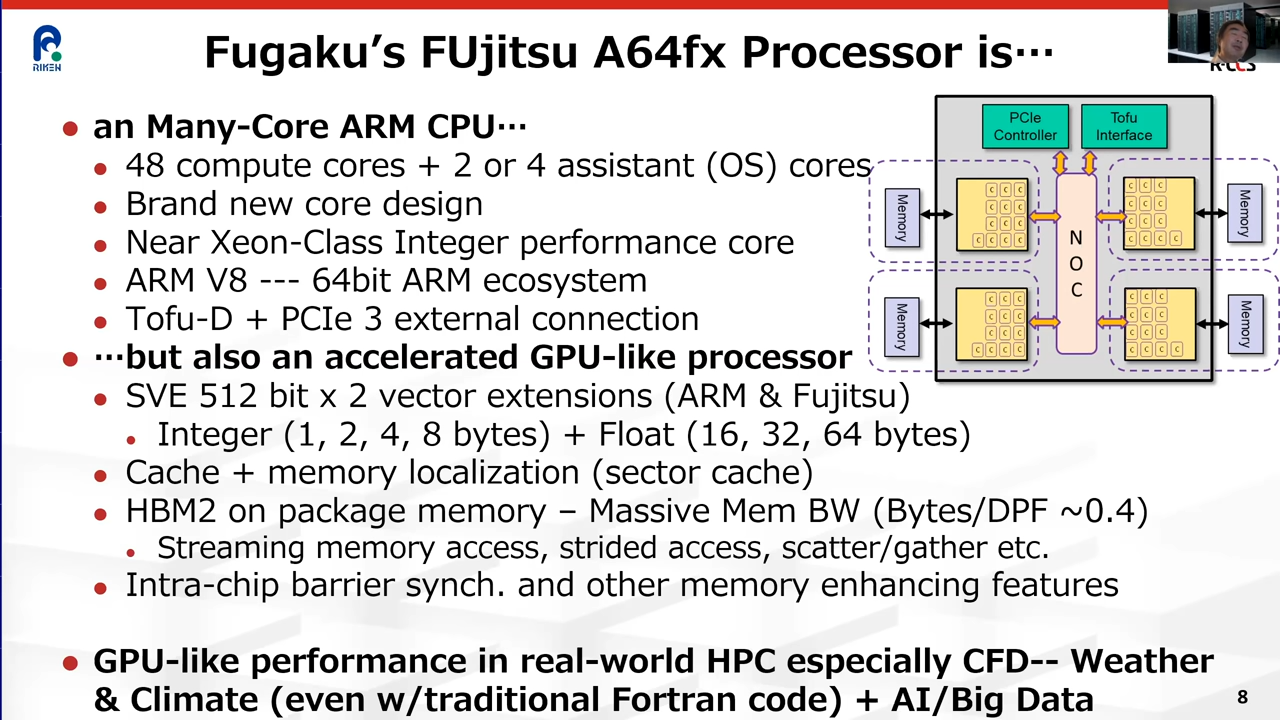 RIKEN
Fugaku’s FUjitsu A64fx Processor is…
R-CCS
● an Many-Core ARM CPU…
● 48 compute cores + 2 or 4 assistant (OS) cores
● Brand new core design
● Near Xeon-Class Integer performance core
● ARM V8 --- 64bit ARM ecosystem
● Tofu-D + PCIe 3 external connection
● …but also an accelerated GPU-like processor
● SVE 512 bit x 2 vector extensions (ARM & Fujitsu)
● Integer (1, 2, 4, 8 bytes) + Float (16, 32, 64 bytes)
● Cache + memory localization (sector cache)
● HBM2 on package memory – Massive Mem BW (Bytes/DPF ~0.4)
● Streaming memory access, strided access, scatter/gather etc.
● Intra-chip barrier synch. and other memory enhancing features
● GPU-like performance in real-world HPC especially CFD-- Weather
& Climate (even w/traditional Fortran code) + AI/Big Data
PCIe
Controller
Tofu
Interface
Memory
C C C
C C C
C C C
C C C C
N
O
C
C C C
C C C
C C C
C C C C
Memory
Memory
C C C
C C C
C C C
C C C C
C C C
C C C
C C C
C C C C
Memory
8